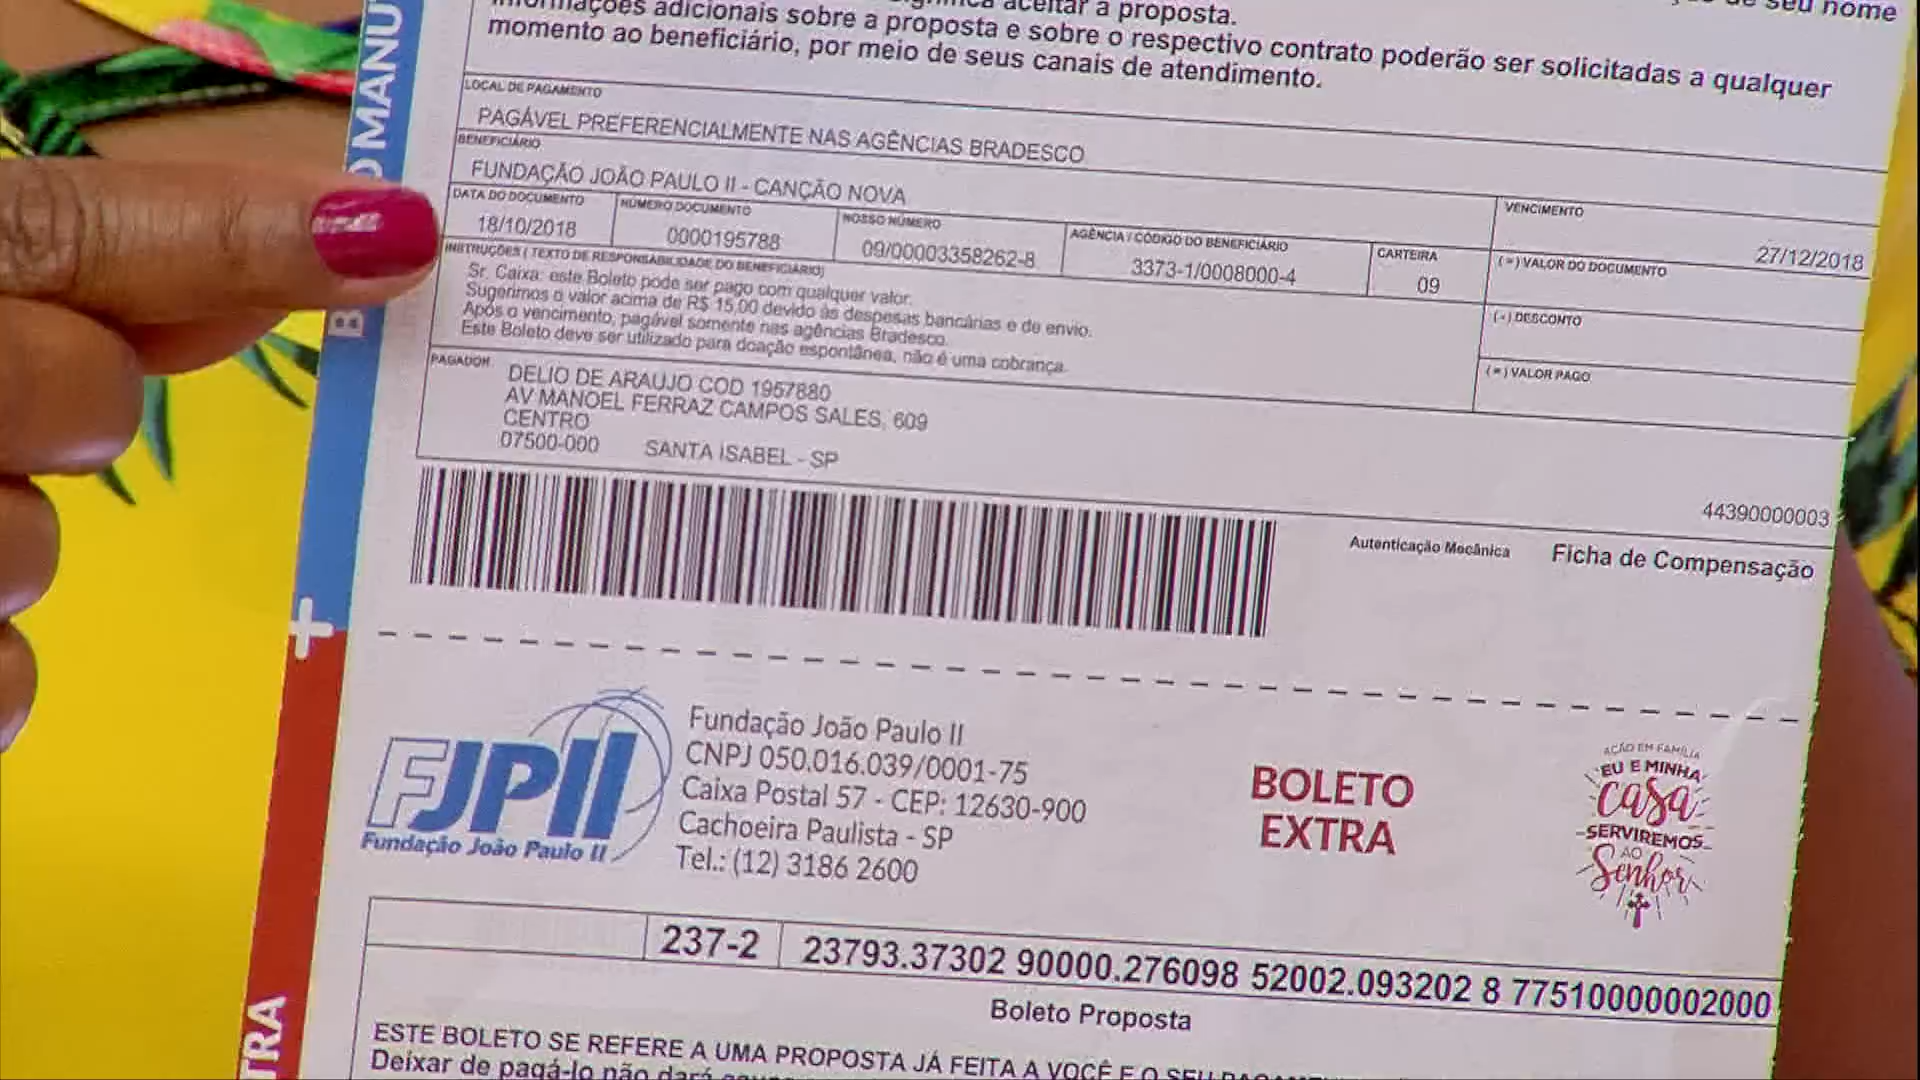 seu nome
aceitar a proposta.
informações adicionais sobre a proposta e sobre o respectivo contrato poderão ser solicitadas a qualquer
momento ao beneficiário, por meio de seus canais de atendimento.
LOCAL DE PAGAMENTO
PAGÁVEL PREFERENCIALMENTE NAS AGÊNCIAS BRADESCO
BENEFICIÁRIO
FUNDAÇÃO JOÃO PAULO II - CANÇÃO NOVA
VENCIMENTO
27/12/2018
DATA DO DOCUMENTO
18/10/2018
NÚMERO DOCUMENTO
0000195788
NOSSO NÚMERO
09/00003358262-8
AGÊNCIA / CÓDIGO DO BENEFICIÁRIO
3373-1/0008000-4
CARTEIRA
09
(=) VALOR DO DOCUMENTO
INSTRUÇÕES ( TEXTO DE RESPONSABILIDADE DO BENEFICIÁRIO)
Sr. Caixa: este Boleto pode ser pago com qualquer valor.
Sugerimos o valor acima de R$ 15,00 devido às despesas bancárias e de envio.
Após o vencimento, pagável somente nas agências Bradesco.
Este Boleto deve ser utilizado para doação espontânea, não é uma cobrança.
(-) DESCONTO
(=) VALOR PAGO
PAGADOR
DELIO DE ARAUJO COD 1957880
AV MANOEL FERRAZ CAMPOS SALES, 609
CENTRO
07500-000 SANTA ISABEL - SP
44390000003
Autenticação Mecânica
Ficha de Compensação
MANU
FJPII
Fundação João Paulo II
Fundação João Paulo II
CNPJ 050.016.039/0001-75
Caixa Postal 57 - CEP: 12630-900
Cachoeira Paulista - SP
Tel.: (12) 3186 2600
BOLETO
EXTRA
AÇÃO EM FAMÍLIA
EU E MINHA
casa
SERVIREMOS
AO
Senhor
237-2
23793.37302 90000.276098 52002.093202 8 77510000002000
Boleto Proposta
ESTE BOLETO SE REFERE A UMA PROPOSTA JÁ FEITA A VOCÊ E O SEU
Deixar de pagá-lo não dará
TRA